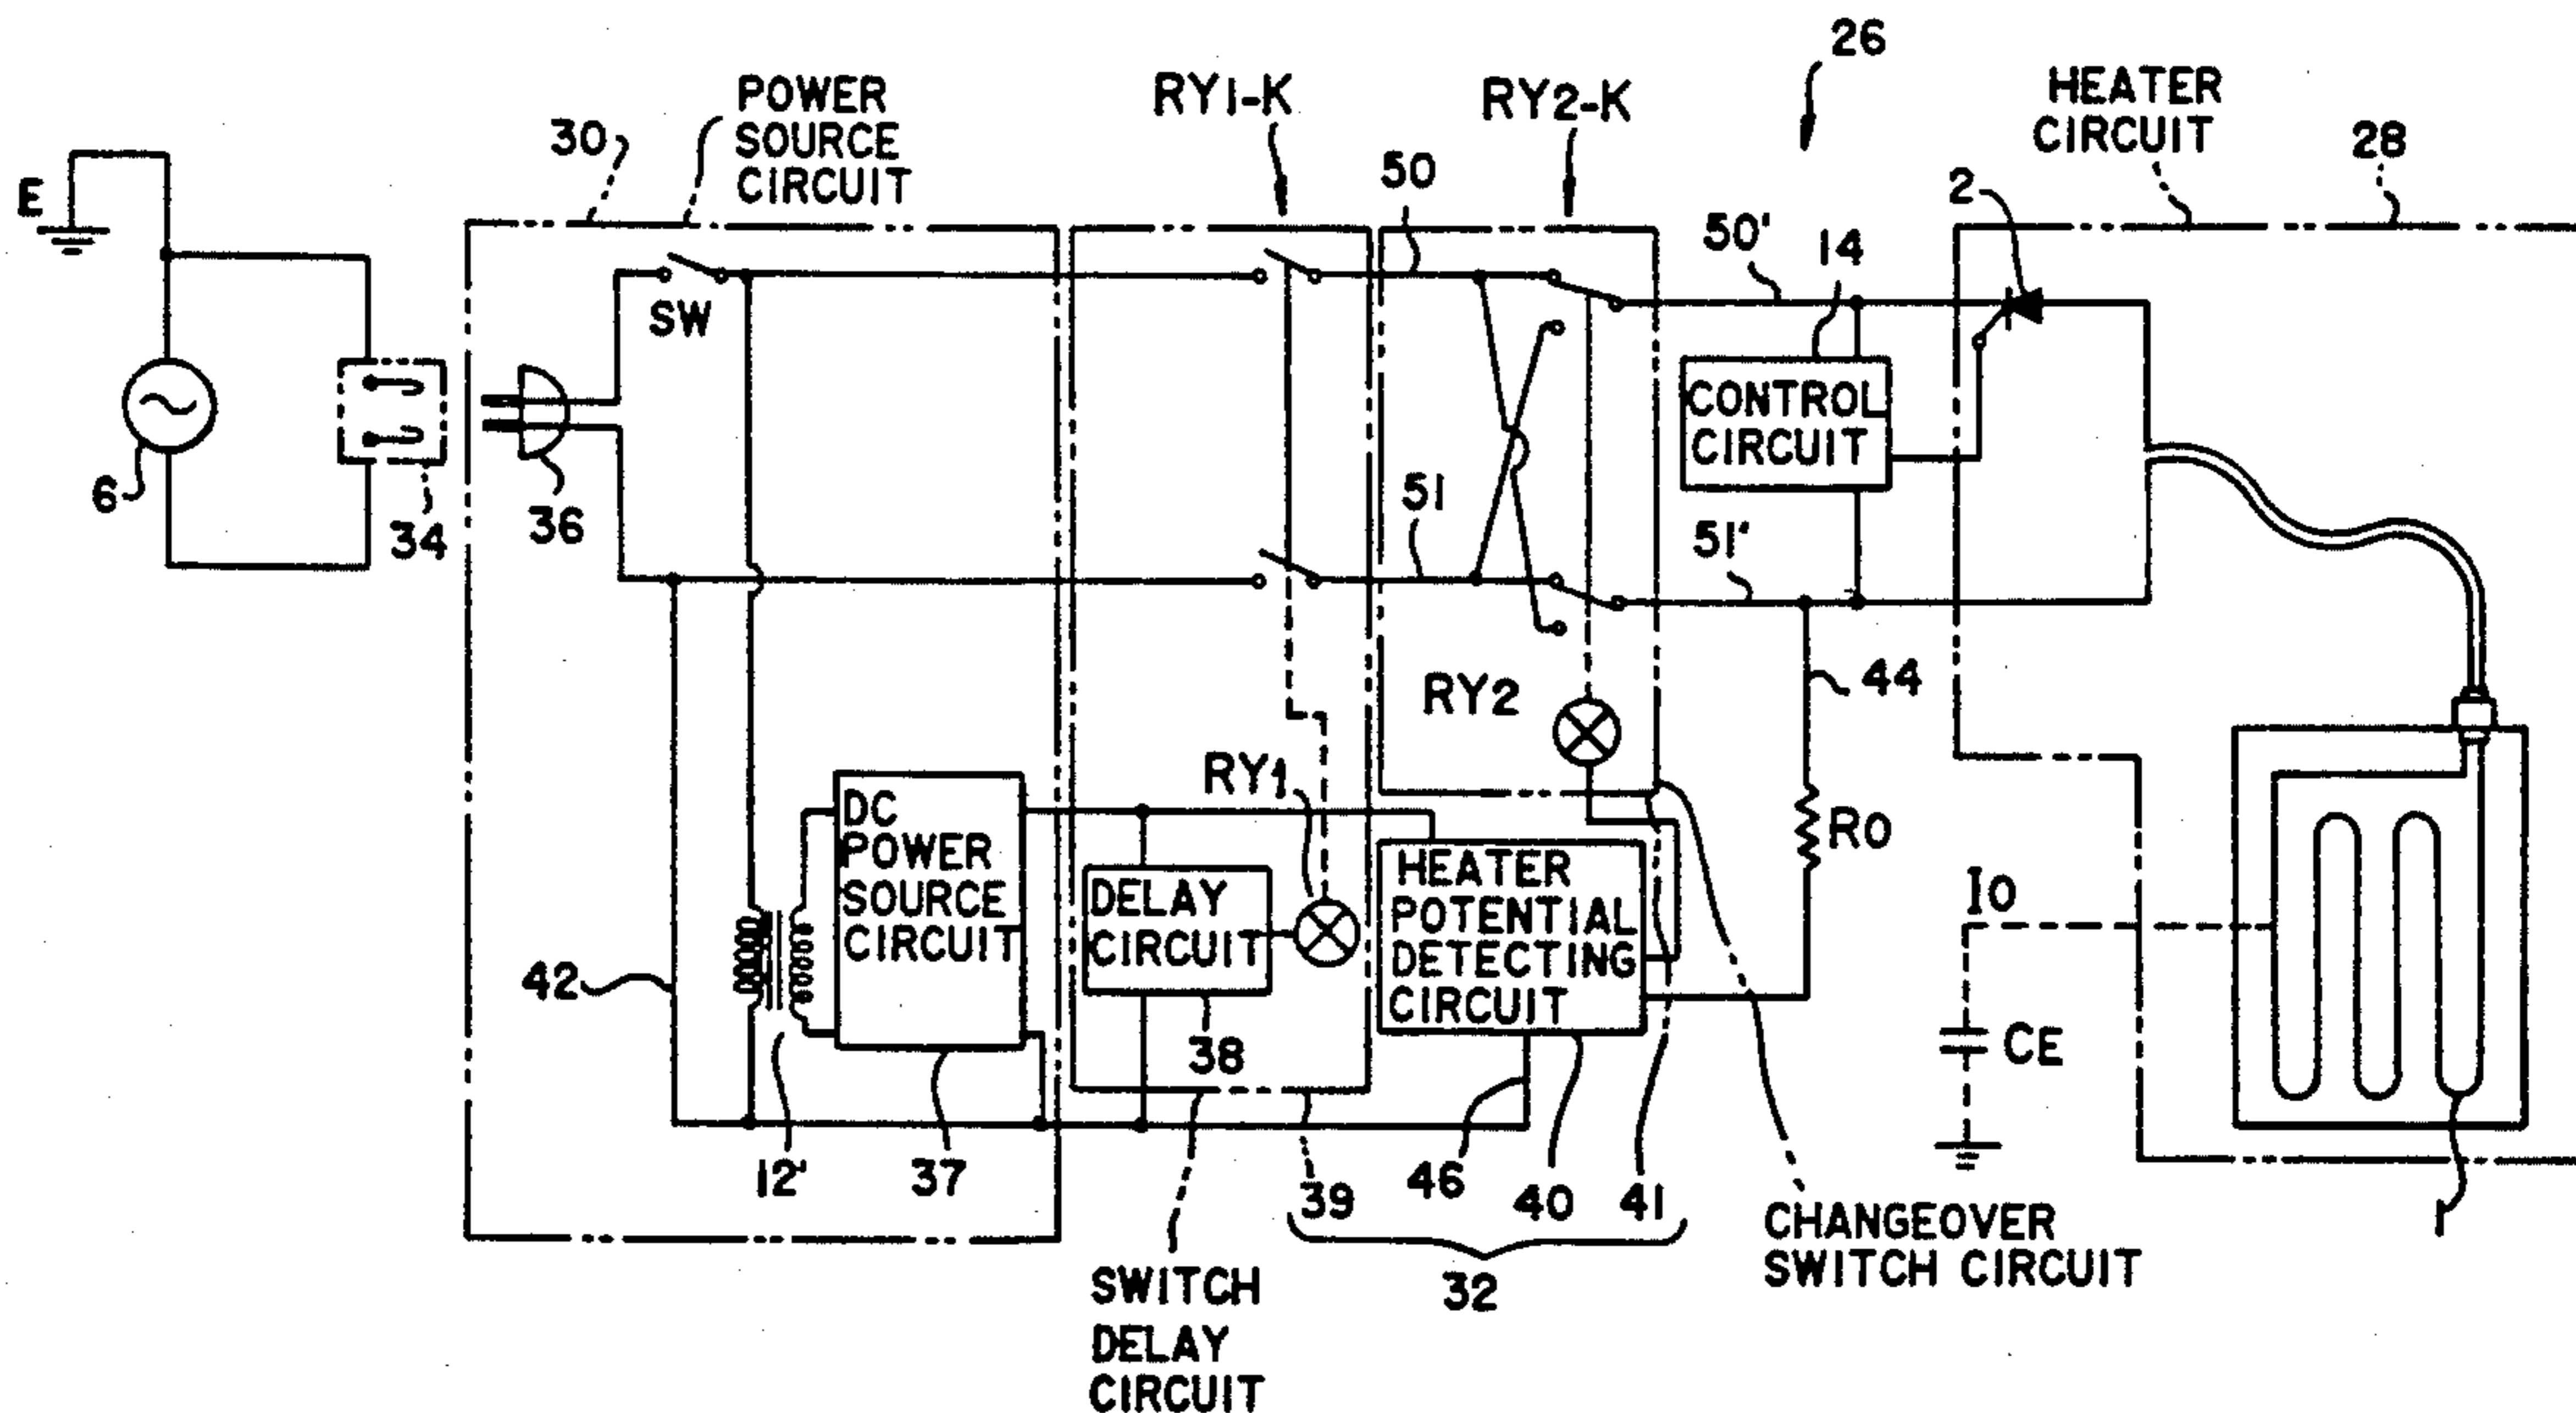 26
POWER
SOURCE
CIRCUIT
30
RY1-K
RY2-K
HEATER
CIRCUIT
28
E
50
2
50'
14
SW
CONTROL
CIRCUIT
6
34
36
51
51'
44
RY2
RY1
R0
DC
POWER
SOURCE
CIRCUIT
DELAY
CIRCUIT
HEATER
POTENTIAL
DETECTING
CIRCUIT
I0
42
38
CE
12'
37
39
46
40
41
1
CHANGEOVER
SWITCH CIRCUIT
32
SWITCH
DELAY
CIRCUIT